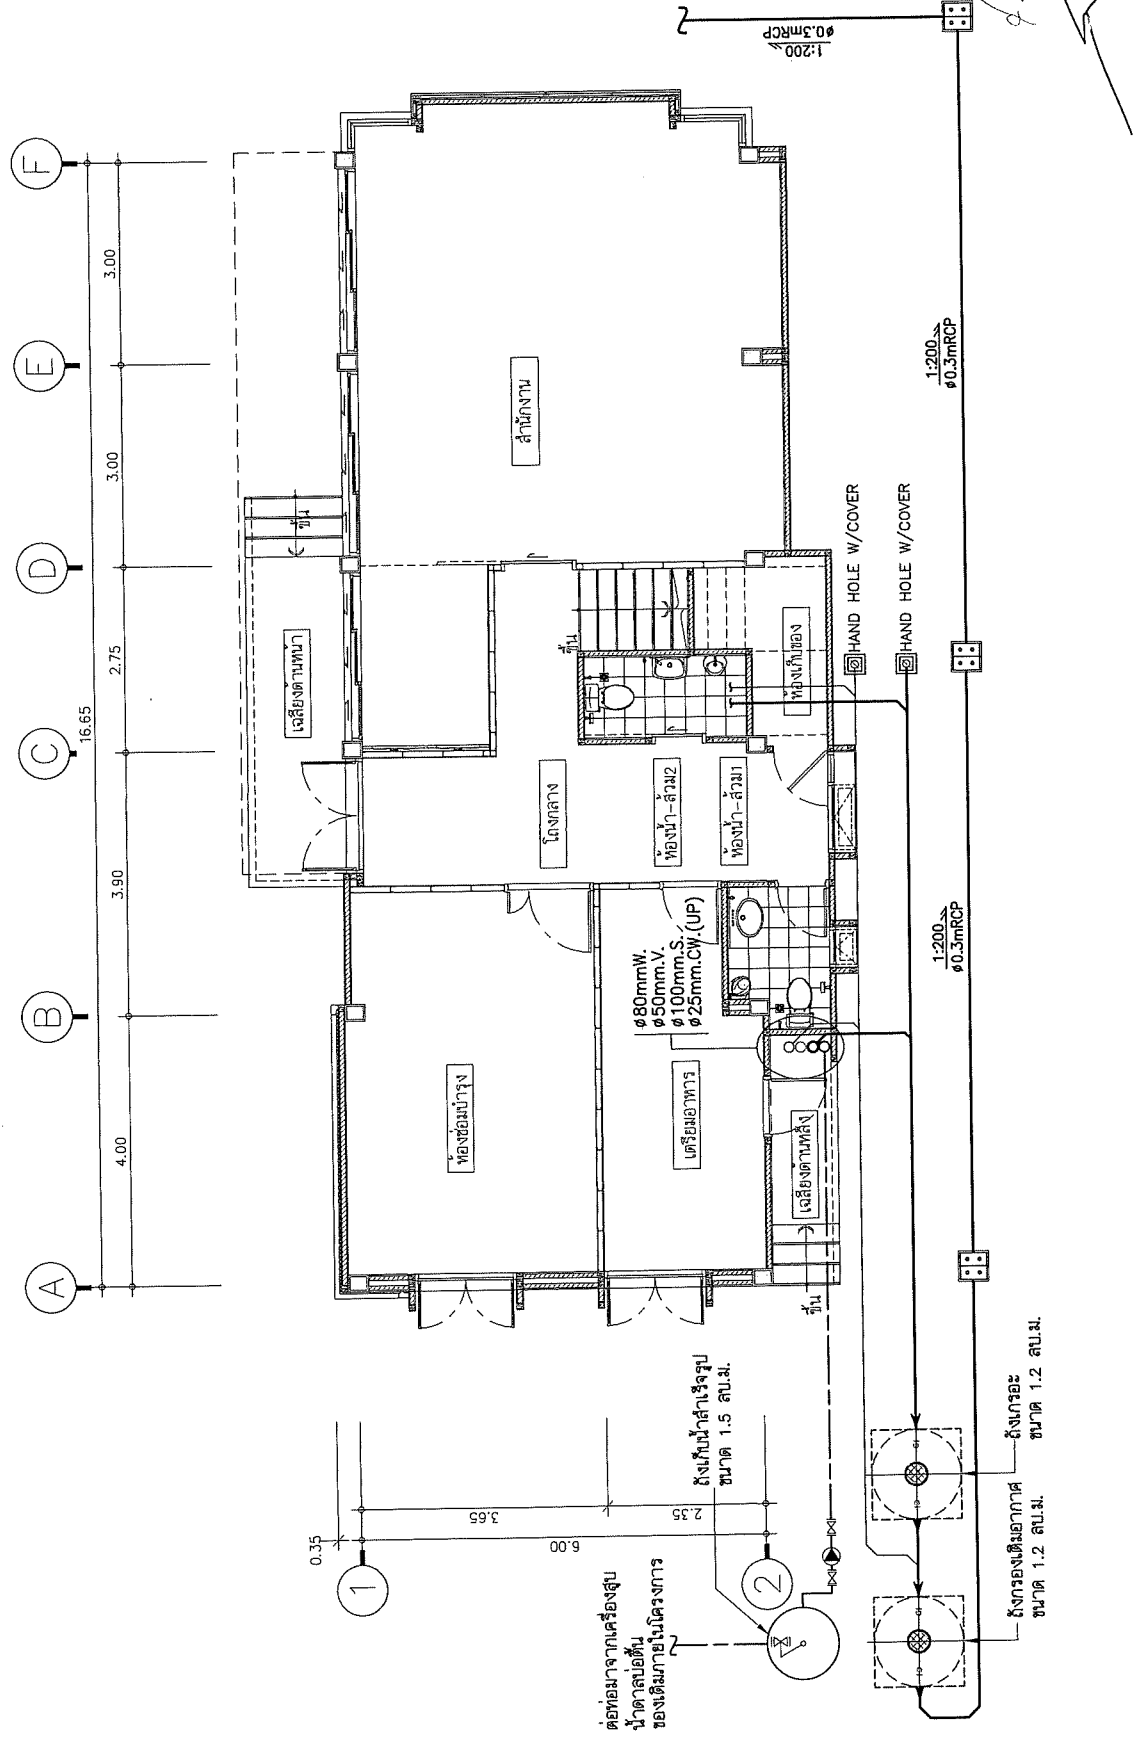 A
B
C
D
E
F
16.65
4.00
3.90
2.75
3.00
3.00
1:200
ø0.3mRCP
เฉลียงด้านหน้า
ขึ้น
สำนักงาน
โถงกลาง
ขึ้น
ห้องน้ำ-ส้วม2
ห้องน้ำ-ส้วม1
ห้องเก็บของ
ห้องซ่อมบำรุง
เตรียมอาหาร
เฉลียงด้านหลัง
ขึ้น
ø80mmW.
ø50mm.V.
ø100mm.S.
ø25mm.CW.(UP)
HAND HOLE W/COVER
HAND HOLE W/COVER
1:200
ø0.3mRCP
1:200
ø0.3mRCP
0.35
3.65
2.35
6.00
1
2
ถังเก็บน้ำสำเร็จรูป
ขนาด 1.5 ลบ.ม.
ต่อท่อมาจากเครื่องสูบ
น้ำดาลบ่อตื้น
ของเดิมภายในโครงการ
ถังเกรอะ
ขนาด 1.2 ลบ.ม.
ถังกรองเติมอากาศ
ขนาด 1.2 ลบ.ม.